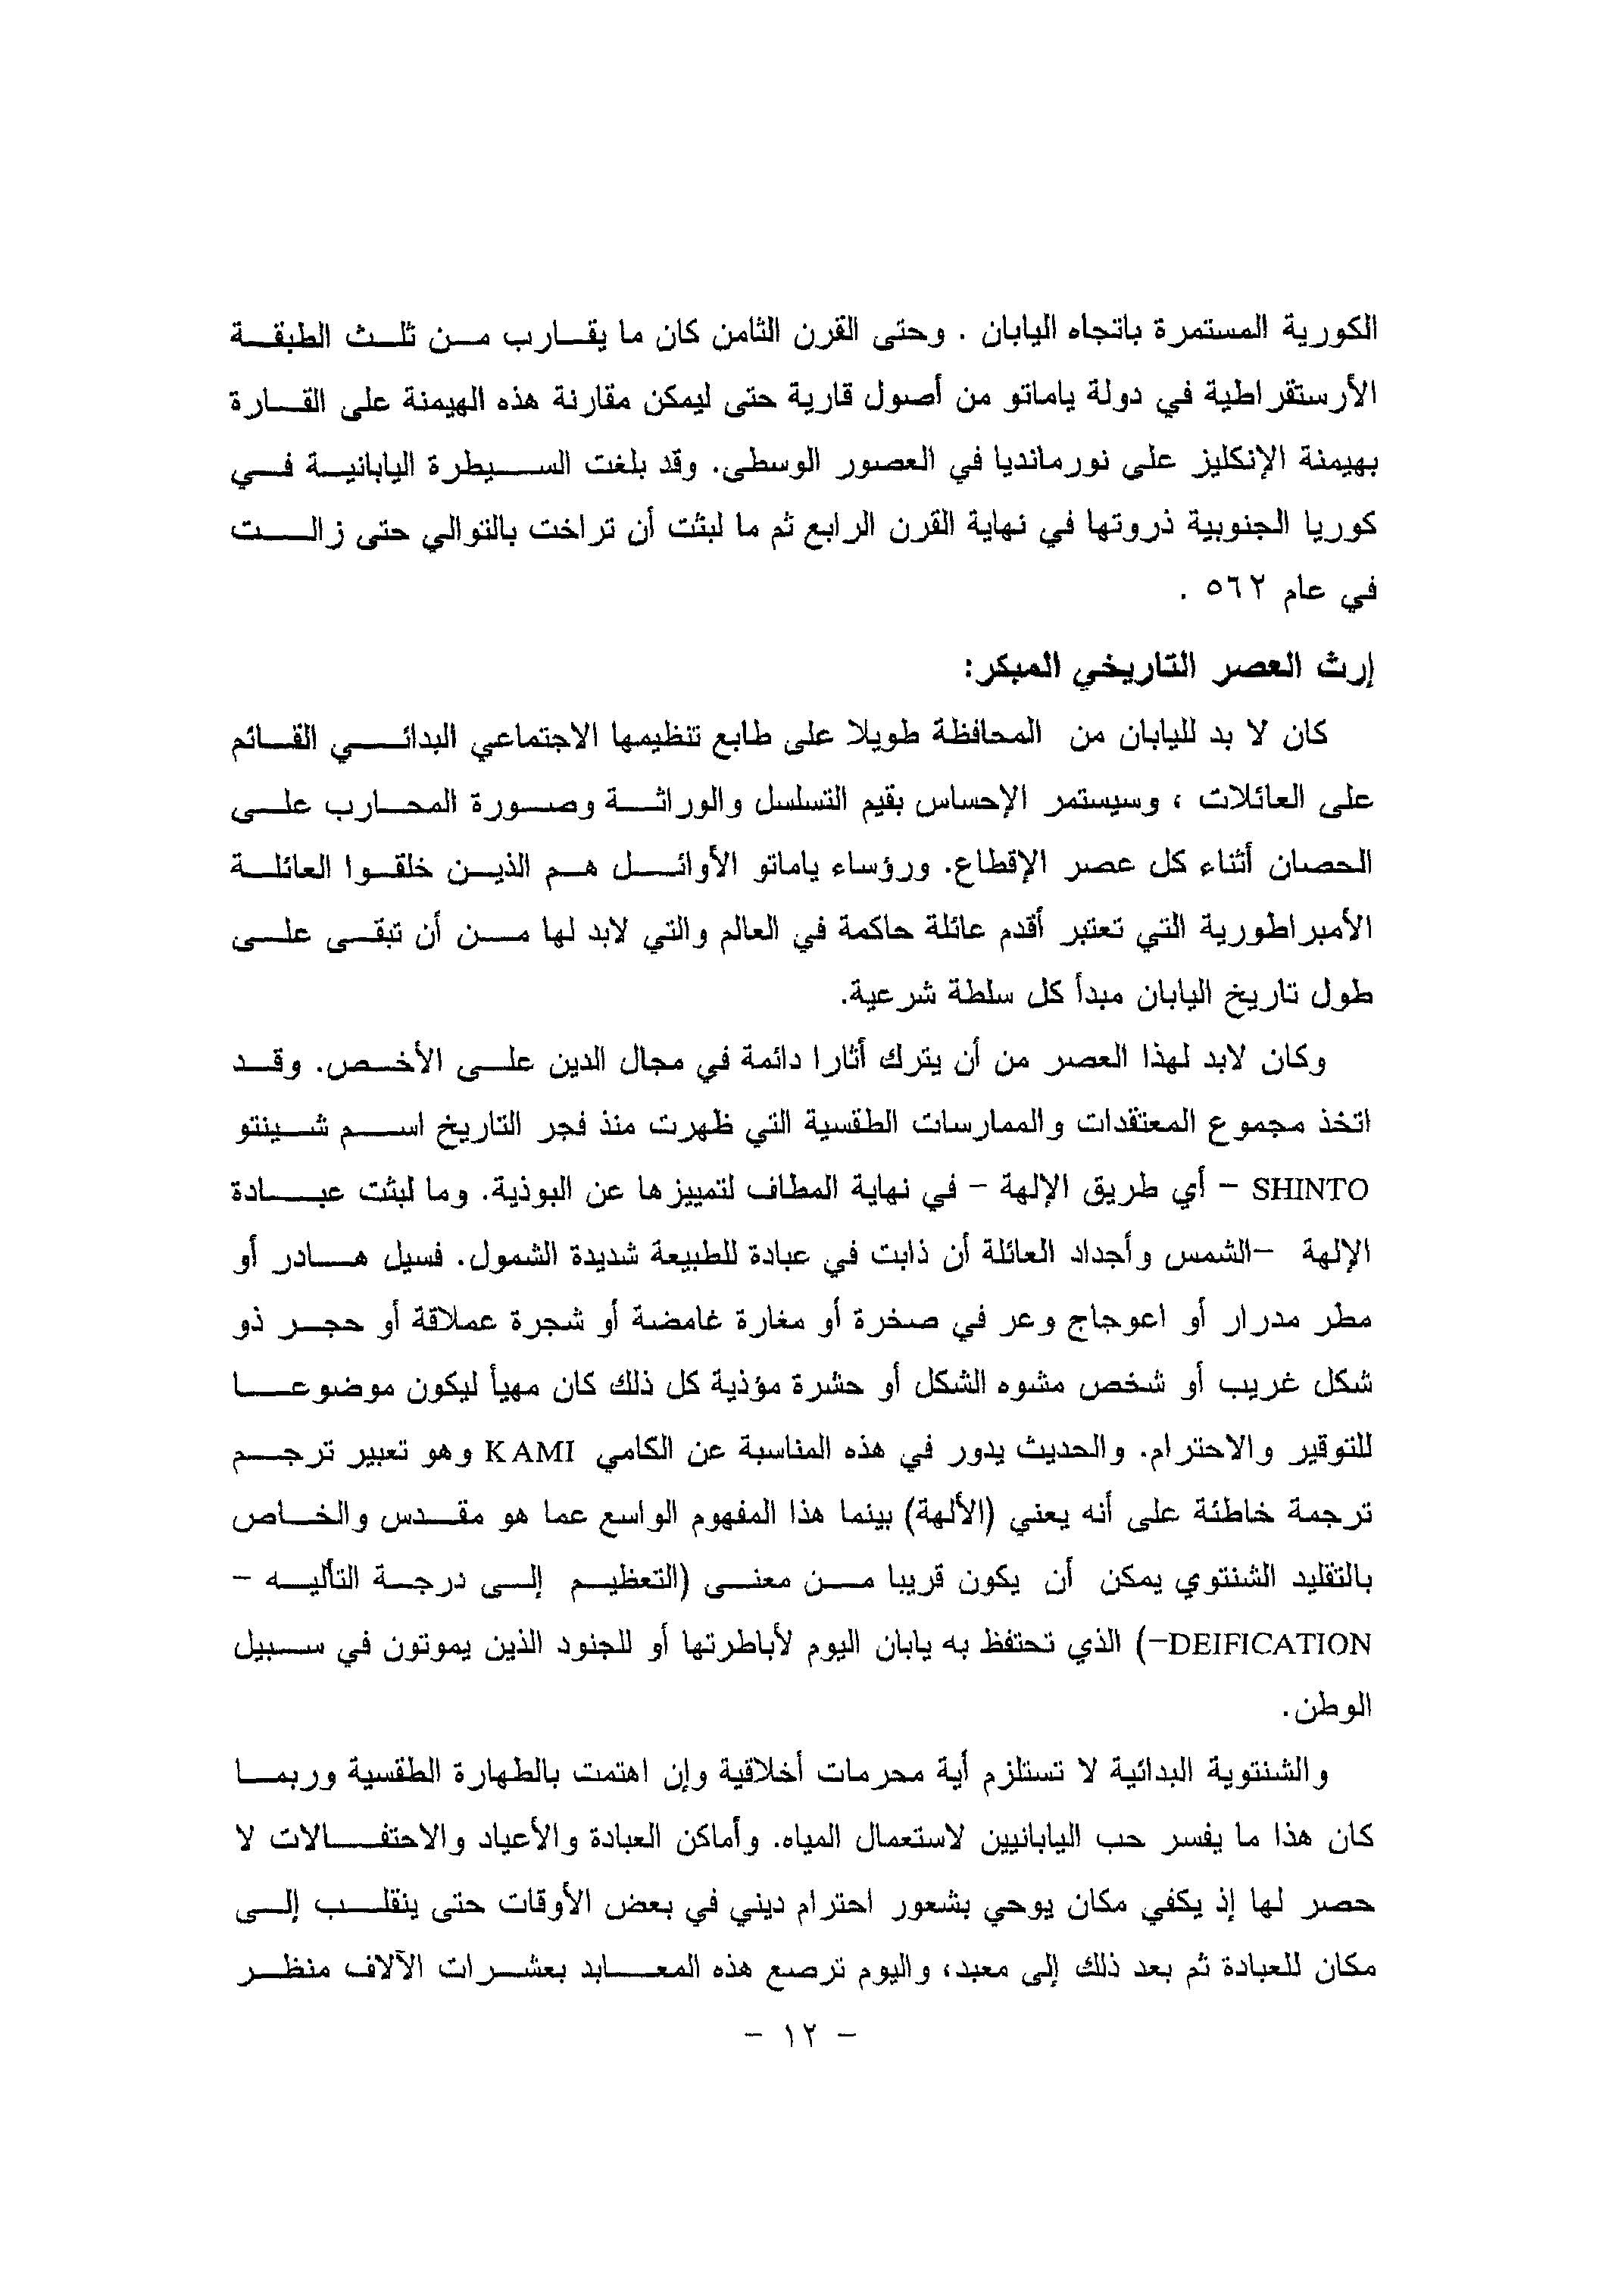 الكورية المستمرة باتجاه اليابان . وحتى القرن الثامن كان ما يقارب من ثلث الطبقة
الأرستقراطية في دولة ياماتو من أصول قارية حتى ليمكن مقارنة هذه الهيمنة على القارة
بهيمنة الإنكليز على نورمانديا في العصور الوسطى. وقد بلغت السيطرة اليابانية في
كوريا الجنوبية ذروتها في نهاية القرن الرابع ثم ما لبثت أن تراخت بالتوالي حتى زالت
في عام ٥٦٢ .
إرث العصر التاريخي المبكر:
كان لا بد لليابان من المحافظة طويلا على طابع تنظيمها الاجتماعي البدائي القائم
على العائلات ، وسيستمر الإحساس بقيم التسلسل والوراثة وصورة المحارب على
الحصان أثناء كل عصر الإقطاع. ورؤساء ياماتو الأوائل هم الذين خلقوا العائلة
الأمبراطورية التي تعتبر أقدم عائلة حاكمة في العالم والتي لابد لها من أن تبقى على
طول تاريخ اليابان مبدأ كل سلطة شرعية.
وكان لابد لهذا العصر من أن يترك أثارا دائمة في مجال الدين على الأخص. وقد
اتخذ مجموع المعتقدات والممارسات الطقسية التي ظهرت منذ فجر التاريخ اسم شينتو
SHINTO – أي طريق الإلهة – في نهاية المطاف لتمييزها عن البوذية. وما لبثت عبادة
الإلهة –الشمس وأجداد العائلة أن ذابت في عبادة للطبيعة شديدة الشمول. فسيل هادر أو
مطر مدرار أو اعوجاج وعر في صخرة أو مغارة غامضة أو شجرة عملاقة أو حجر ذو
شكل غريب أو شخص مشوه الشكل أو حشرة مؤذية كل ذلك كان مهيأ ليكون موضوعا
للتوقير والاحترام. والحديث يدور في هذه المناسبة عن الكامي KAMI وهو تعبير ترجم
ترجمة خاطئة على أنه يعني (الألهة) بينما هذا المفهوم الواسع عما هو مقدس والخاص
بالتقليد الشنتوي يمكن أن يكون قريبا من معنى (التعظيم إلى درجة التأليه –
DEIFICATION–) الذي تحتفظ به يابان اليوم لأباطرتها أو للجنود الذين يموتون في سبيل
الوطن.
والشنتوية البدائية لا تستلزم أية محرمات أخلاقية وإن اهتمت بالطهارة الطقسية وربما
كان هذا ما يفسر حب اليابانيين لاستعمال المياه. وأماكن العبادة والأعياد والاحتفالات لا
حصر لها إذ يكفي مكان يوحي بشعور احترام ديني في بعض الأوقات حتى ينقلب إلى
مكان للعبادة ثم بعد ذلك إلى معبد، واليوم ترصع هذه المعابد بعشرات الآلاف منظر
– ١٢ –